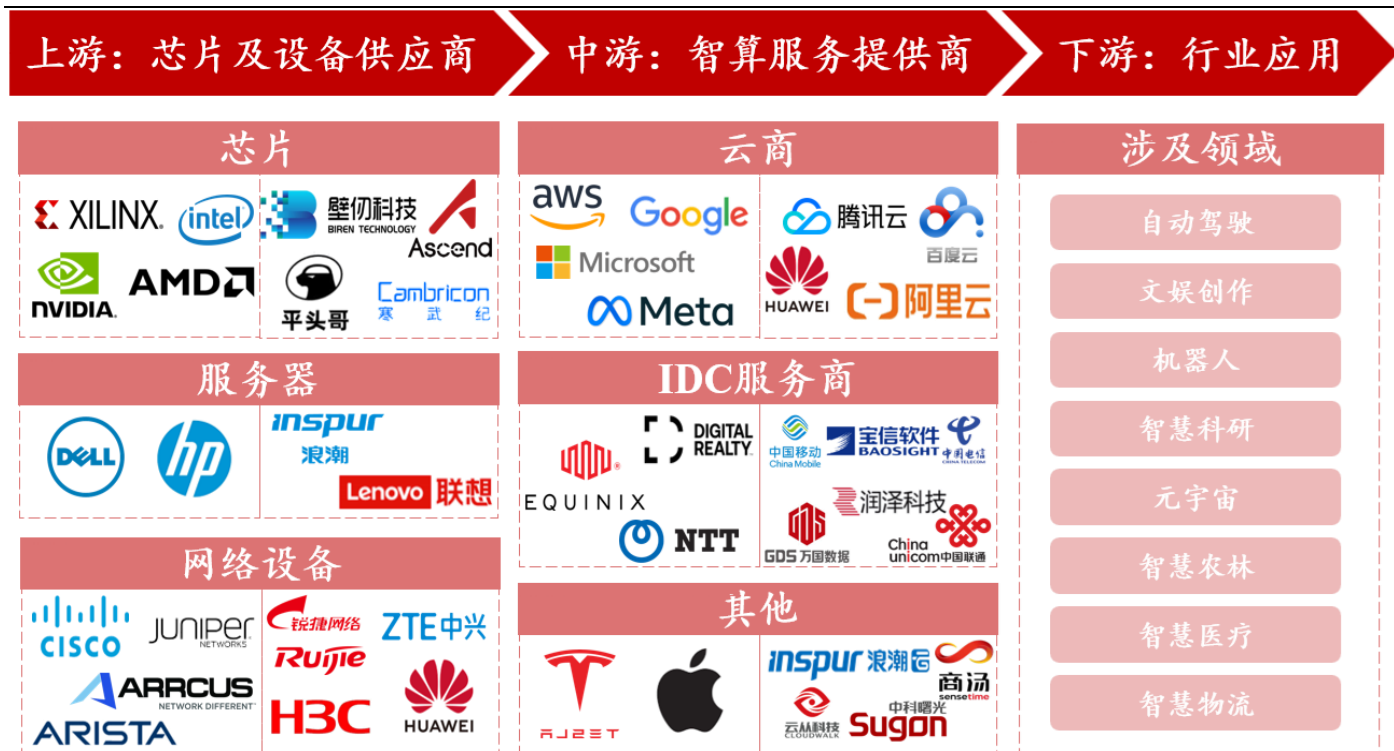 上游：芯片及设备供应商
中游：智算服务提供商
下游：行业应用
芯片
XILINX
intel
NVIDIA
AMD
壁仞科技
BIREN TECHNOLOGY
Ascend
平头哥
Cambricon
寒武纪
服务器
DELL
hp
inspur
浪潮
Lenovo 联想
网络设备
CISCO
JUNIPER
NETWORKS
ARRCUS
NETWORK DIFFERENT
ARISTA
锐捷网络
Ruijie
ZTE中兴
H3C
HUAWEI
云商
aws
Google
Microsoft
Meta
腾讯云
百度云
HUAWEI
阿里云
IDC服务商
EQUINIX
DIGITAL
REALTY
NTT
中国移动
China Mobile
宝信软件
BAOSIGHT
中国电信
CHINA TELECOM
GDS 万国数据
润泽科技
China
unicom中国联通
其他
inspur 浪潮云
商汤
sensetime
云从科技
CLOUDWALK
中科曙光
Sugon
涉及领域
自动驾驶
文娱创作
机器人
智慧科研
元宇宙
智慧农林
智慧医疗
智慧物流